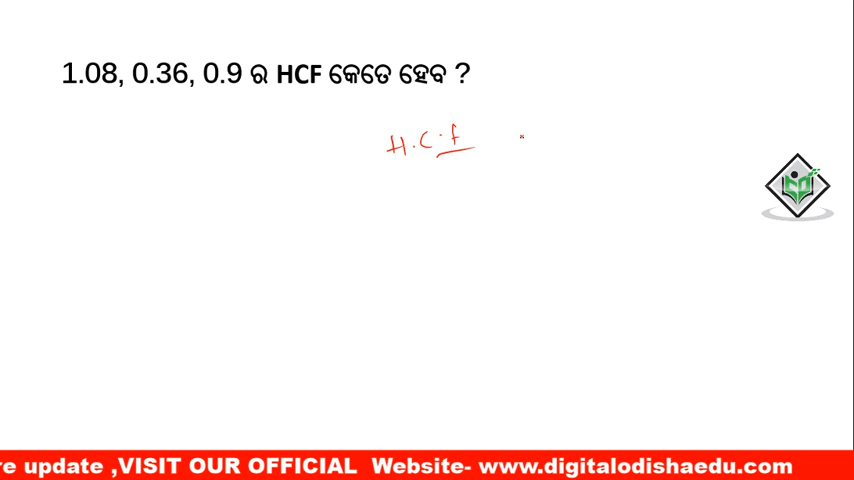 1.08, 0.36, 0.9 ର HCF କେତେ ହେବ ?
H.C.f
re update ,VISIT OUR OFFICIAL Website- www.digitalodishaedu.com